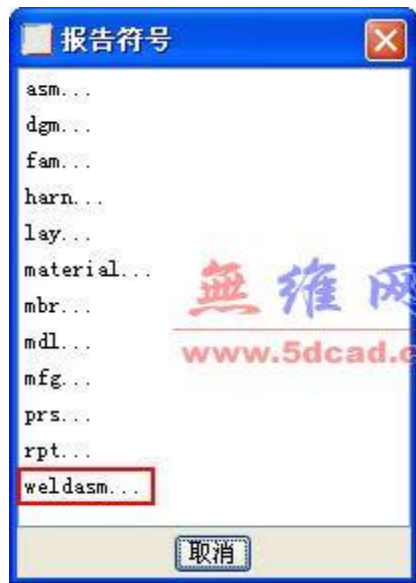 报告符号
asm...
dgm...
fam...
harn...
lay...
material...
mbr...
mdl...
mfg...
prs...
rpt...
weldasm...
無維网
www.5dcad.c
取消